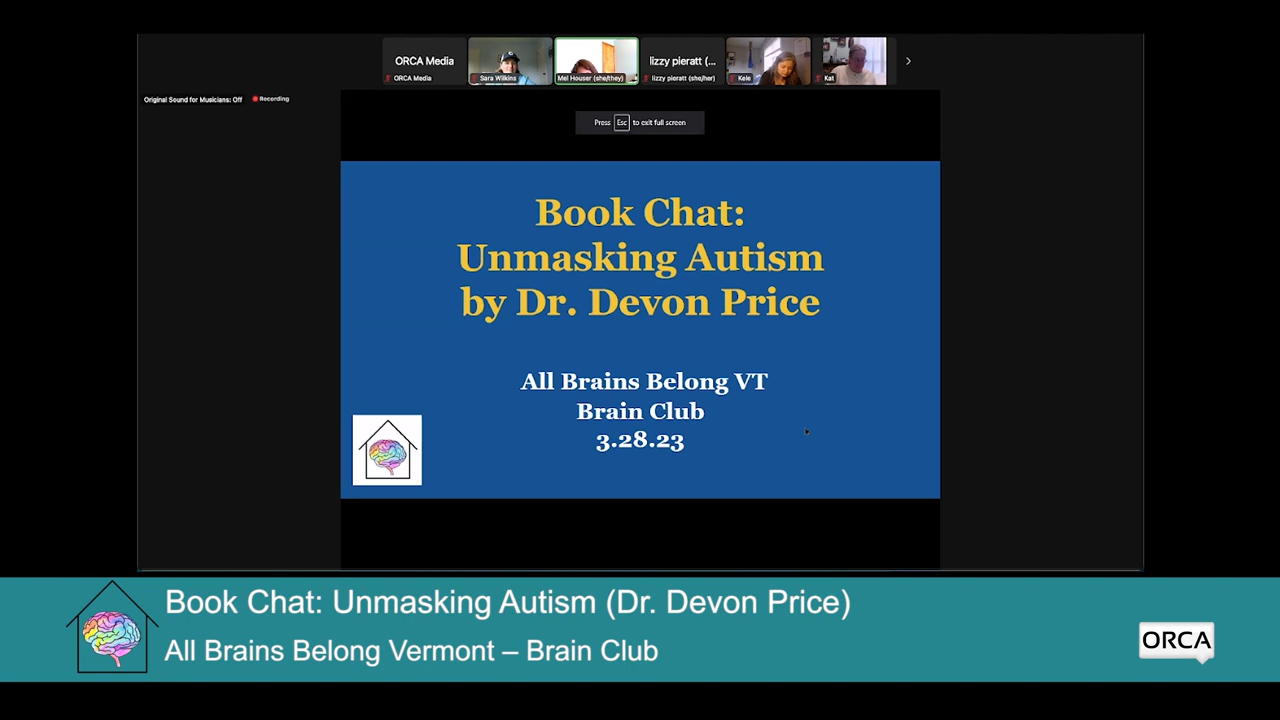 ORCA Media
lizzy pieratt (...
ORCA Media
Sara Wilkins
Mel Houser (she/they)
lizzy pieratt (she/her)
Kele
Kat
Original Sound for Musicians: Off
Recording
Press Esc to exit full screen
Book Chat:
Unmasking Autism
by Dr. Devon Price
All Brains Belong VT
Brain Club
3.28.23
Book Chat: Unmasking Autism (Dr. Devon Price)
All Brains Belong Vermont – Brain Club
ORCA